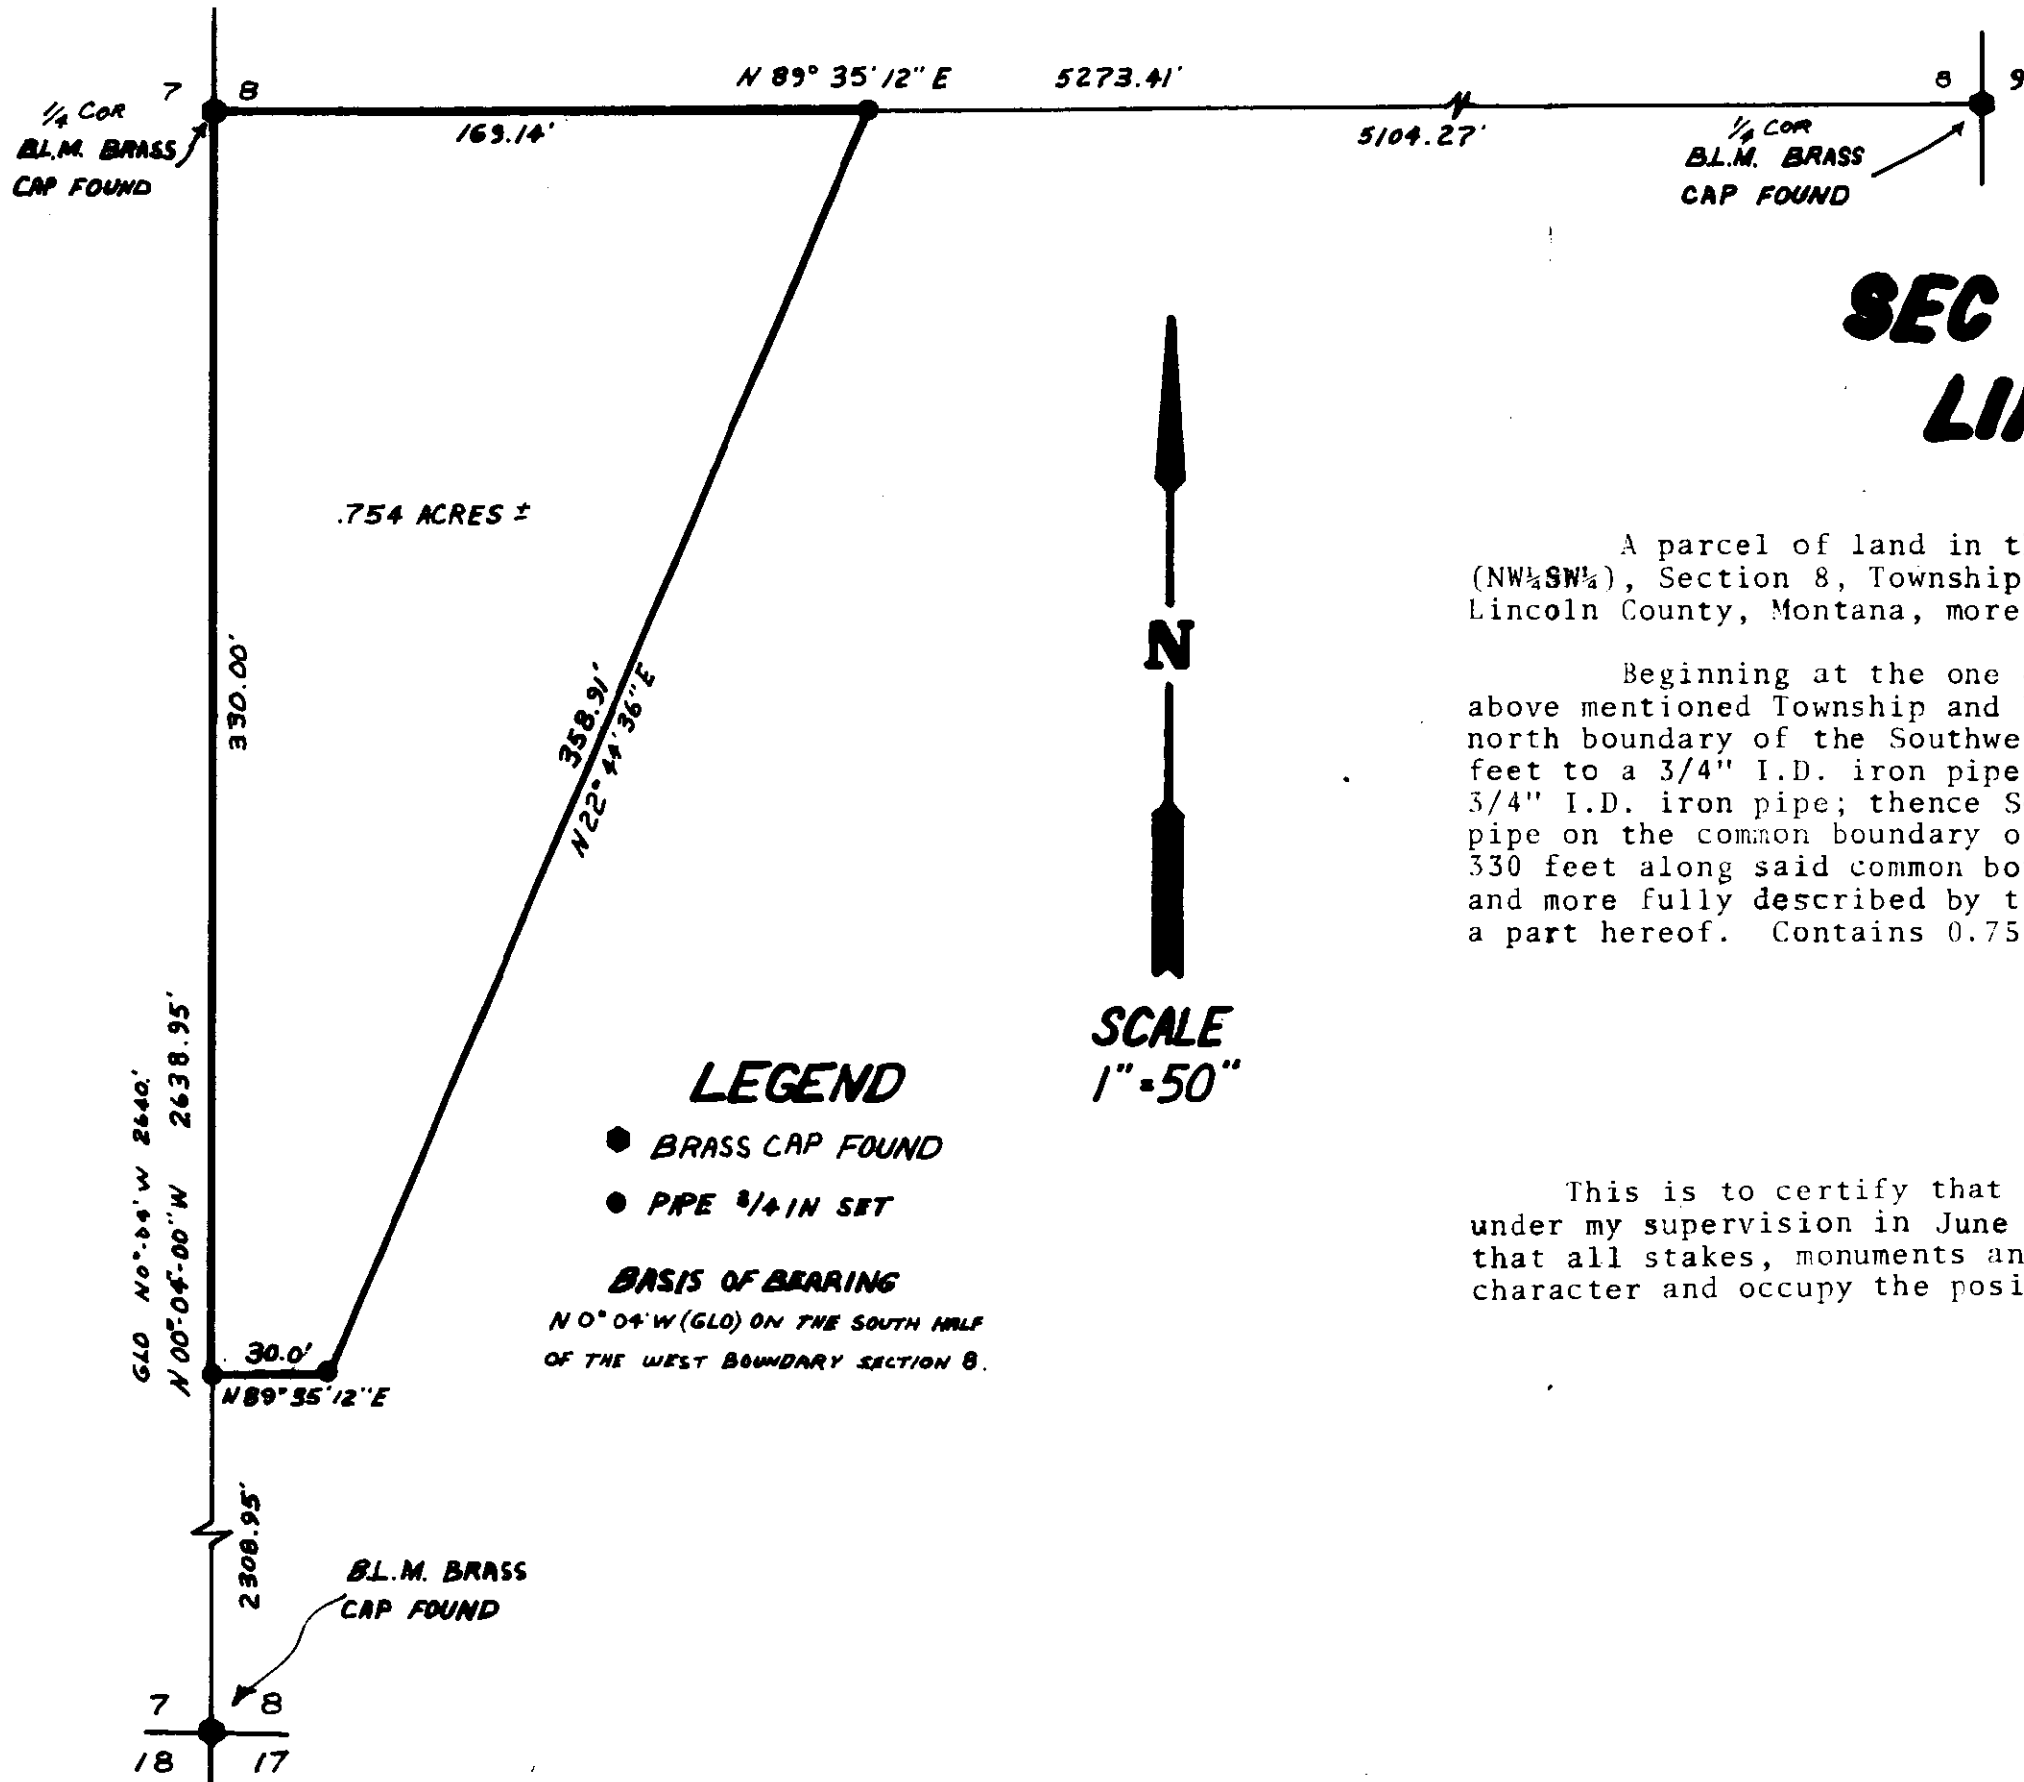 N 89° 35' 12" E 5273.41'
7 8
8 9
1/4 COR
B.L.M. BRASS
CAP FOUND
169.14'
5104.27'
1/4 COR
B.L.M. BRASS
CAP FOUND
SEC
.754 ACRES ±
330.00'
358.91'
N 22° 44' 36" E
N
SCALE
1"=50"
A parcel of land in t
(NW¼SW¼), Section 8, Township
Lincoln County, Montana, more
Beginning at the one
above mentioned Township and
north boundary of the Southwe
feet to a 3/4" I.D. iron pipe
3/4" I.D. iron pipe; thence S
pipe on the common boundary o
330 feet along said common bo
and more fully described by t
a part hereof. Contains 0.75
LEGEND
BRASS CAP FOUND
PIPE 3/4 IN SET
BASIS OF BEARING
N 0° 04' W (GLO) ON THE SOUTH HALF
OF THE WEST BOUNDARY SECTION 8.
This is to certify that
under my supervision in June
that all stakes, monuments an
character and occupy the posi
GLO N0°-04' W 2640.'
N 00°-04'-00" W 2638.95'
30.0'
N 89° 35' 12" E
2308.95'
B.L.M. BRASS
CAP FOUND
7 8
18 17